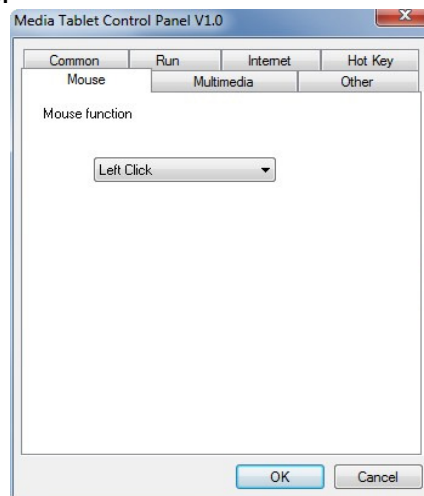 Media Tablet Control Panel V1.0
Common Run Internet Hot Key
Mouse Multimedia Other
Mouse function
Left Click
OK Cancel